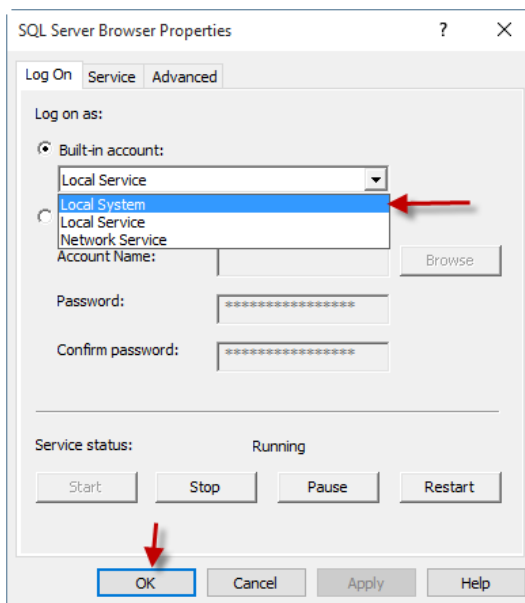 SQL Server Browser Properties
?
Log On Service Advanced
Log on as:
Built-in account:
Local Service
Local System
Local Service
Network Service
Account Name:
Browse
Password:
****************
Confirm password:
****************
Service status: Running
Start Stop Pause Restart
OK Cancel Apply Help